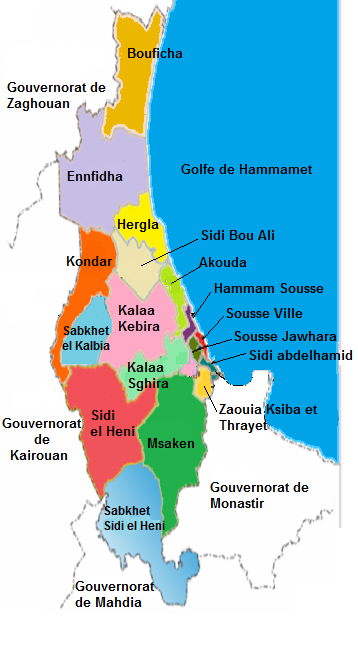 Bouficha
Gouvernorat de
Zaghouan
Golfe de Hammamet
Ennfidha
Hergla
Sidi Bou Ali
Kondar
Akouda
Hammam Sousse
Kalaa
Kebira
Sousse Ville
Sabkhet
el Kalbia
Sousse Jawhara
Sidi abdelhamid
Kalaa
Sghira
Zaouia Ksiba et
Thrayet
Sidi
el Heni
Gouvernorat
de
Kairouan
Msaken
Gouvernorat de
Monastir
Sabkhet
Sidi el Heni
Gouvernorat
de Mahdia